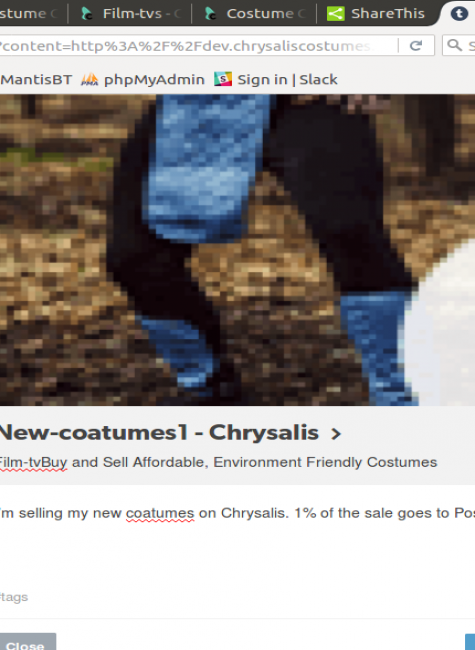 stume
Film-tvs - C
Costume
ShareThis
?content=http%3A%2F%2Fdev.chrysaliscostumes
S
MantisBT phpMyAdmin Sign in | Slack
New-coatumes1 - Chrysalis >
Film-tvBuy and Sell Affordable, Environment Friendly Costumes
'm selling my new coatumes on Chrysalis. 1% of the sale goes to Pos
#tags
Close